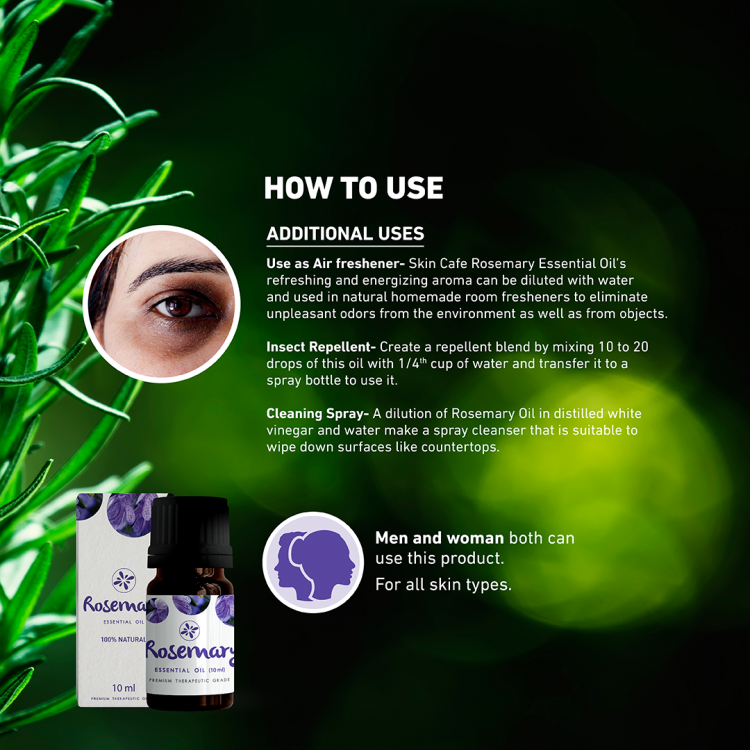 HOW TO USE
ADDITIONAL USES
Use as Air freshener- Skin Cafe Rosemary Essential Oil's
refreshing and energizing aroma can be diluted with water
and used in natural homemade room fresheners to eliminate
unpleasant odors from the environment as well as from objects.
Insect Repellent- Create a repellent blend by mixing 10 to 20
drops of this oil with 1/4th cup of water and transfer it to a
spray bottle to use it.
Cleaning Spray- A dilution of Rosemary Oil in distilled white
vinegar and water make a spray cleanser that is suitable to
wipe down surfaces like countertops.
Men and woman both can
use this product.
For all skin types.
Rosema
ESSENTIAL OIL
100% NATURAL
10 ml
PREMIUM THERAPEUTIC
Rosemary
ESSENTIAL OIL (10 ml)
PREMIUM THERAPEUTIC GRADE